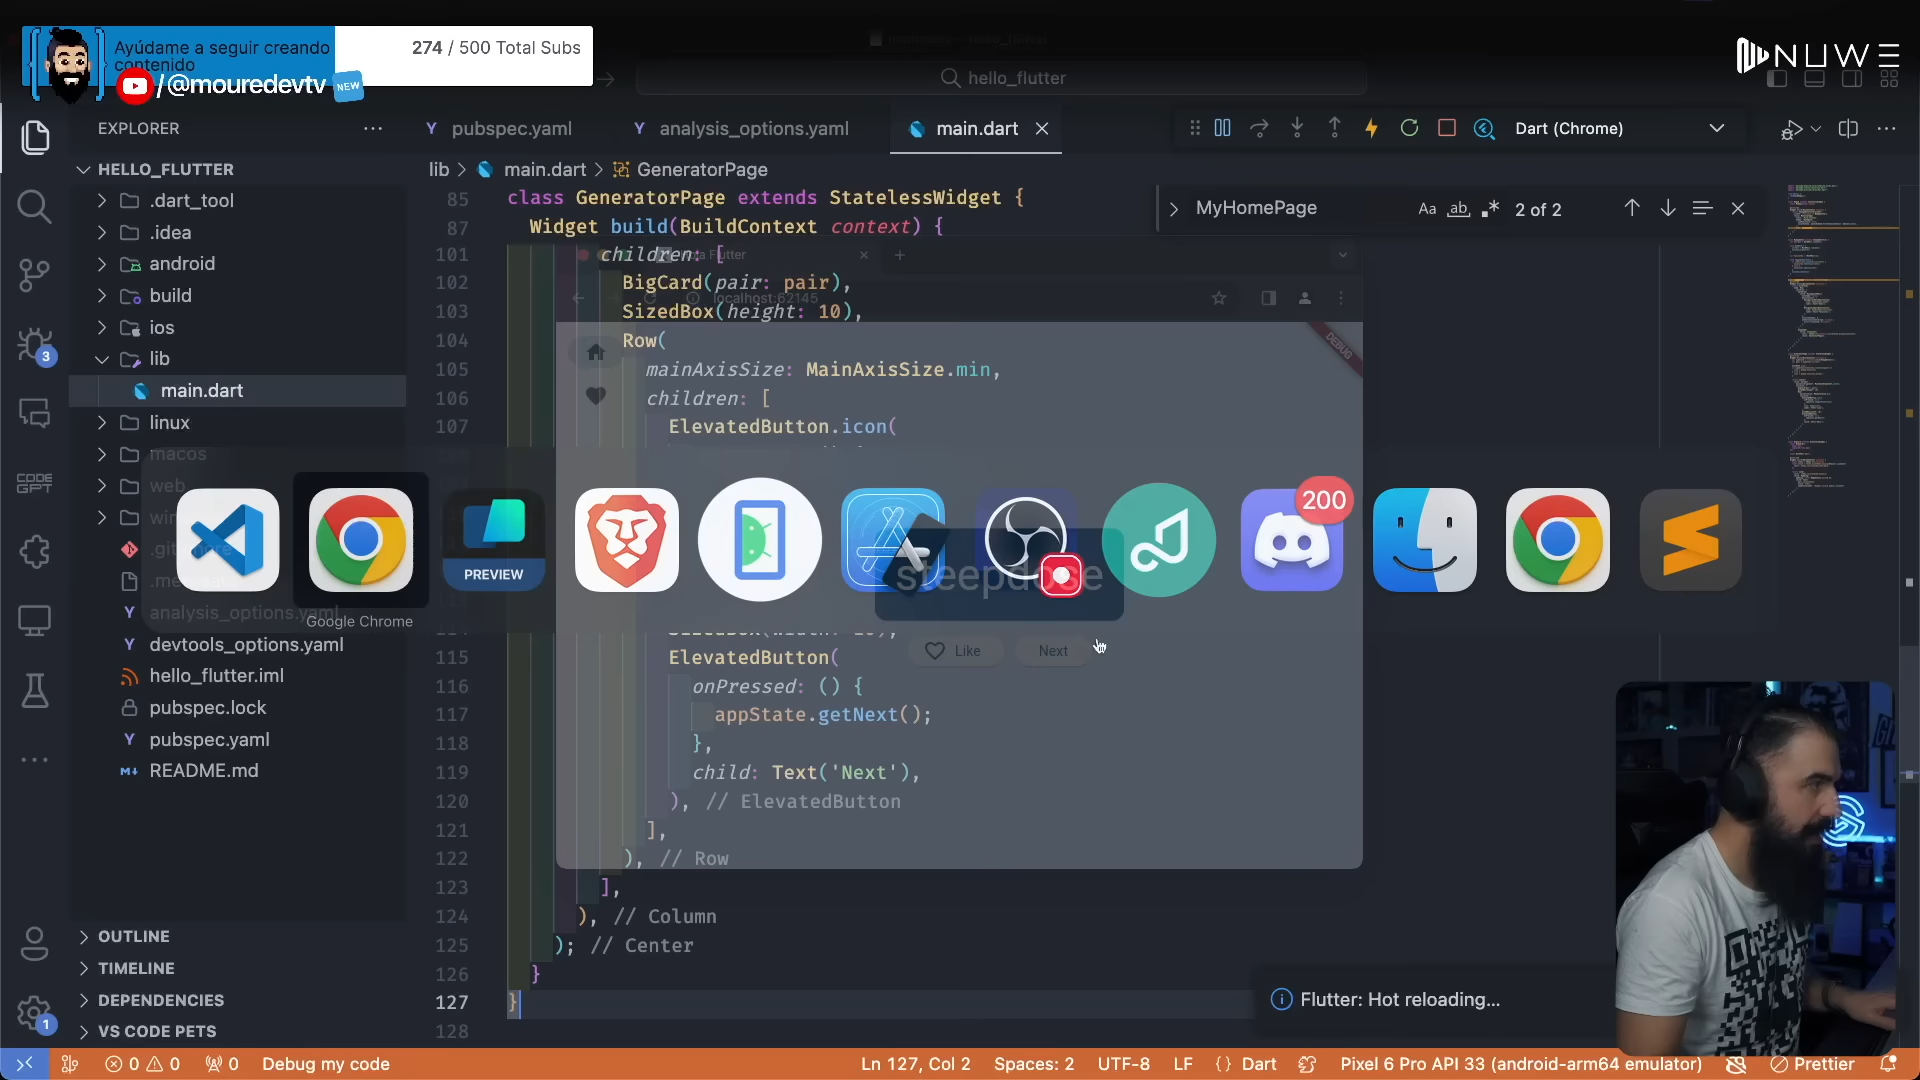 Ayúdame a seguir creando
contenido
274 / 500 Total Subs
/@mouredevtv NEW
NUWE
hello_flutter
EXPLORER
pubspec.yaml
analysis_options.yaml
main.dart
Dart (Chrome)
HELLO_FLUTTER
lib > main.dart > GeneratorPage
MyHomePage
Aa ab 2 of 2
.dart_tool
.idea
android
build
ios
lib
main.dart
linux
macos
web
analysis_options.yaml
devtools_options.yaml
hello_flutter.iml
pubspec.lock
pubspec.yaml
README.md
OUTLINE
TIMELINE
DEPENDENCIES
VS CODE PETS
3
CODE
GPT
1
85 class GeneratorPage extends StatelessWidget {
87 Widget build(BuildContext context) {
101 children: [
102 BigCard(pair: pair),
103 SizedBox(height: 10),
104 Row(
105 mainAxisSize: MainAxisSize.min,
106 children: [
107 ElevatedButton.icon(
115 ElevatedButton(
116 onPressed: () {
117 appState.getNext();
118 },
119 child: Text('Next'),
120 ), // ElevatedButton
121 ],
122 ), // Row
123 ],
124 ), // Column
125 ); // Center
126 }
127 }
128
localhost:62145
DEBUG
steepdose
Like
Next
PREVIEW
200
Google Chrome
Flutter: Hot reloading...
0 0
0
Debug my code
Ln 127, Col 2
Spaces: 2
UTF-8
LF
{ } Dart
Pixel 6 Pro API 33 (android-arm64 emulator)
Prettier